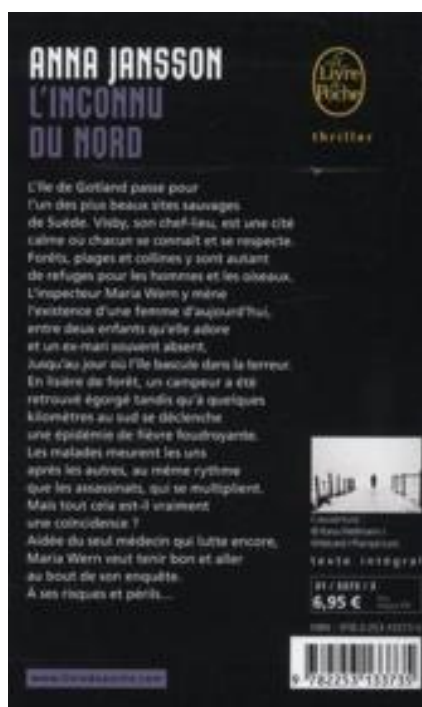 ANNA JANSSON
L'INCONNU
DU NORD
Le
Livre
de
Poche
thriller
L'île de Gotland passe pour
l'un des plus beaux sites sauvages
de Suède. Visby, son chef-lieu, est une cité
calme où chacun se connaît et se respecte.
Forêts, plages et collines y sont autant
de refuges pour les hommes et les oiseaux.
L'inspecteur Maria Wern y mène
l'existence d'une femme d'aujourd'hui,
entre deux enfants qu'elle adore
et un ex-mari souvent absent.
Jusqu'au jour où l'île bascule dans la terreur.
En lisière de forêt, un campeur a été
retrouvé égorgé tandis qu'à quelques
kilomètres au sud se déclenche
une épidémie de fièvre foudroyante.
Les malades meurent les uns
après les autres, au même rythme
que les assassinats, qui se multiplient.
Mais tout cela est-il vraiment
une coïncidence ?
Aidée du seul médecin qui lutte encore,
Maria Wern veut tenir bon et aller
au bout de son enquête.
À ses risques et périls...
texte intégral
6,95 €
www.livredepoche.com